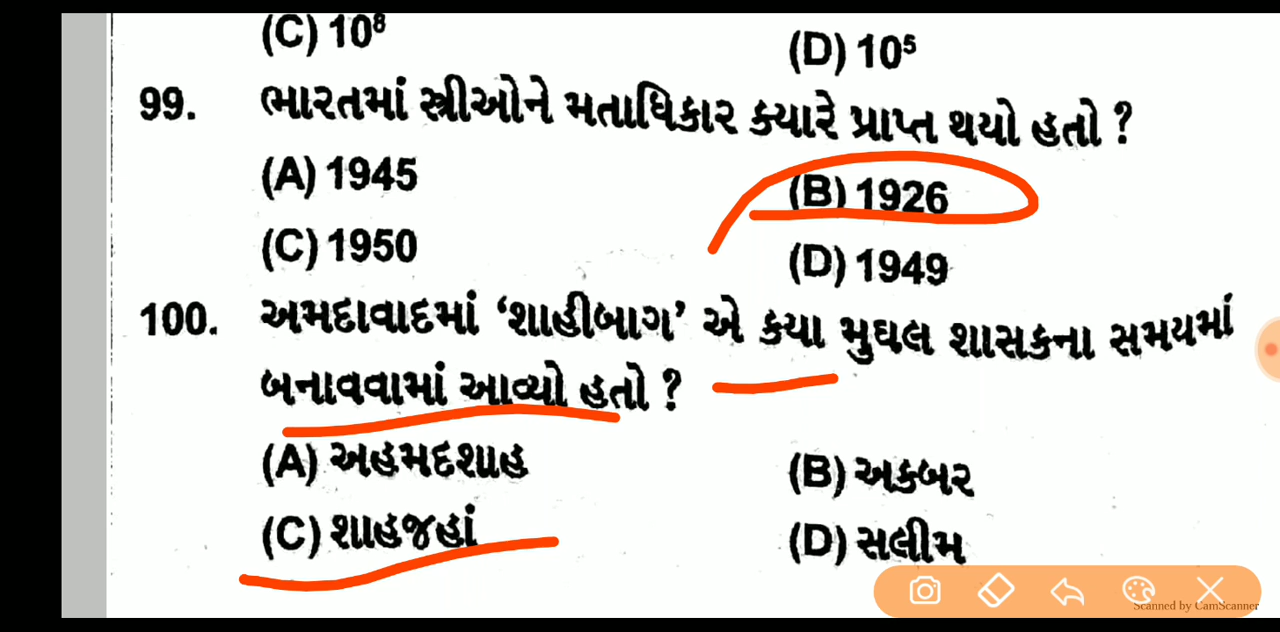 (C) 10⁸ (D) 10⁵
99. ભારતમાં સ્ત્રીઓને મતાધિકાર ક્યારે પ્રાપ્ત થયો હતો ?
(A) 1945 (B) 1926
(C) 1950 (D) 1949
100. અમદાવાદમાં ‘શાહીબાગ’ એ કયા મુઘલ શાસકના સમયમાં
બનાવવામાં આવ્યો હતો ?
(A) અહમદશાહ (B) અકબર
(C) શાહજહાં (D) સલીમ
Scanned by CamScanner